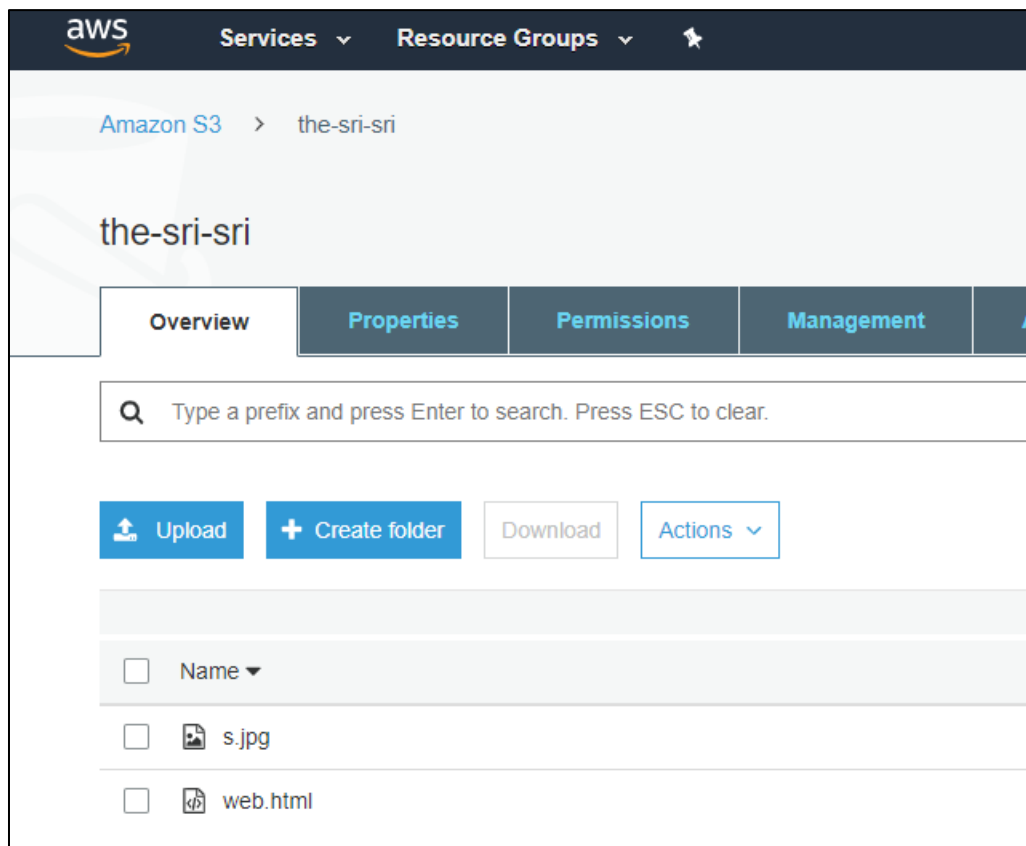 aws Services Resource Groups
Amazon S3 > the-sri-sri
the-sri-sri
Overview Properties Permissions Management
Type a prefix and press Enter to search. Press ESC to clear.
Upload + Create folder Download Actions
Name
s.jpg
web.html